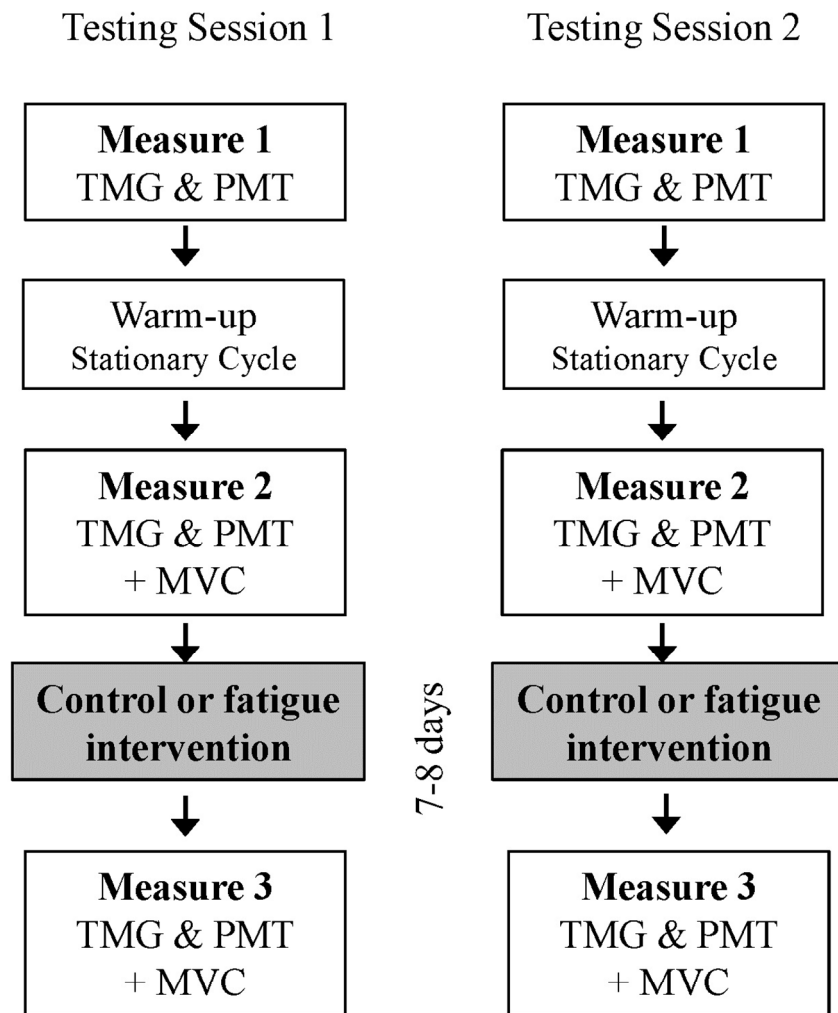 Testing Session 1
Measure 1
TMG & PMT
Warm-up
Stationary Cycle
Measure 2
TMG & PMT
+ MVC
Control or fatigue
intervention
Measure 3
TMG & PMT
+ MVC
7-8 days
Testing Session 2
Measure 1
TMG & PMT
Warm-up
Stationary Cycle
Measure 2
TMG & PMT
+ MVC
Control or fatigue
intervention
Measure 3
TMG & PMT
+ MVC